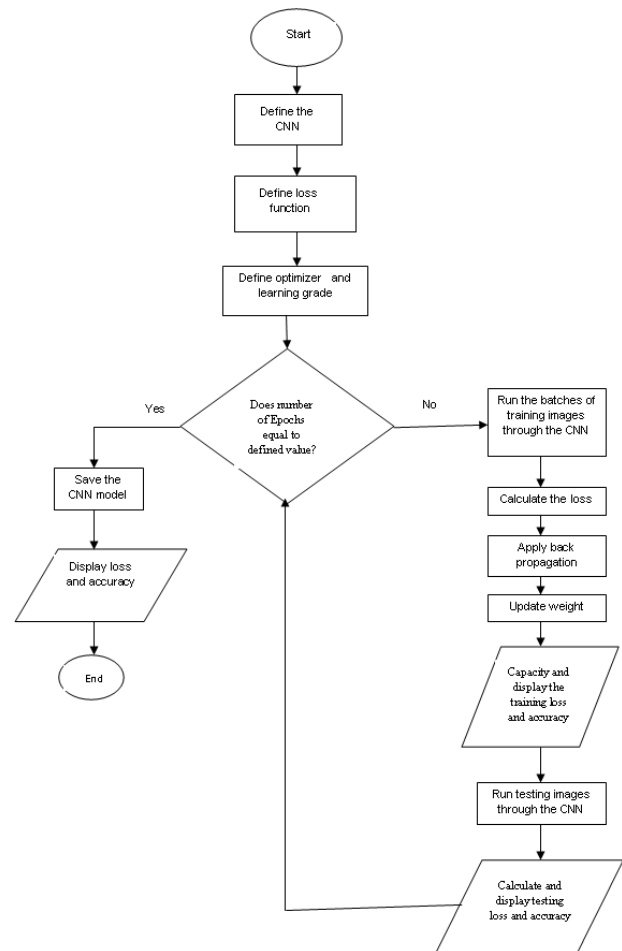 Start
Define the
CNN
Define loss
function
Define optimizer and
learning grade
Does number
of Epochs
equal to
defined value?
Yes
No
Save the
CNN model
Display loss
and accuracy
End
Run the batches of
training images
through the CNN
Calculate the loss
Apply back
propagation
Update weight
Capacity and
display the
training loss
and accuracy
Run testing images
through the CNN
Calculate and
display testing
loss and accuracy